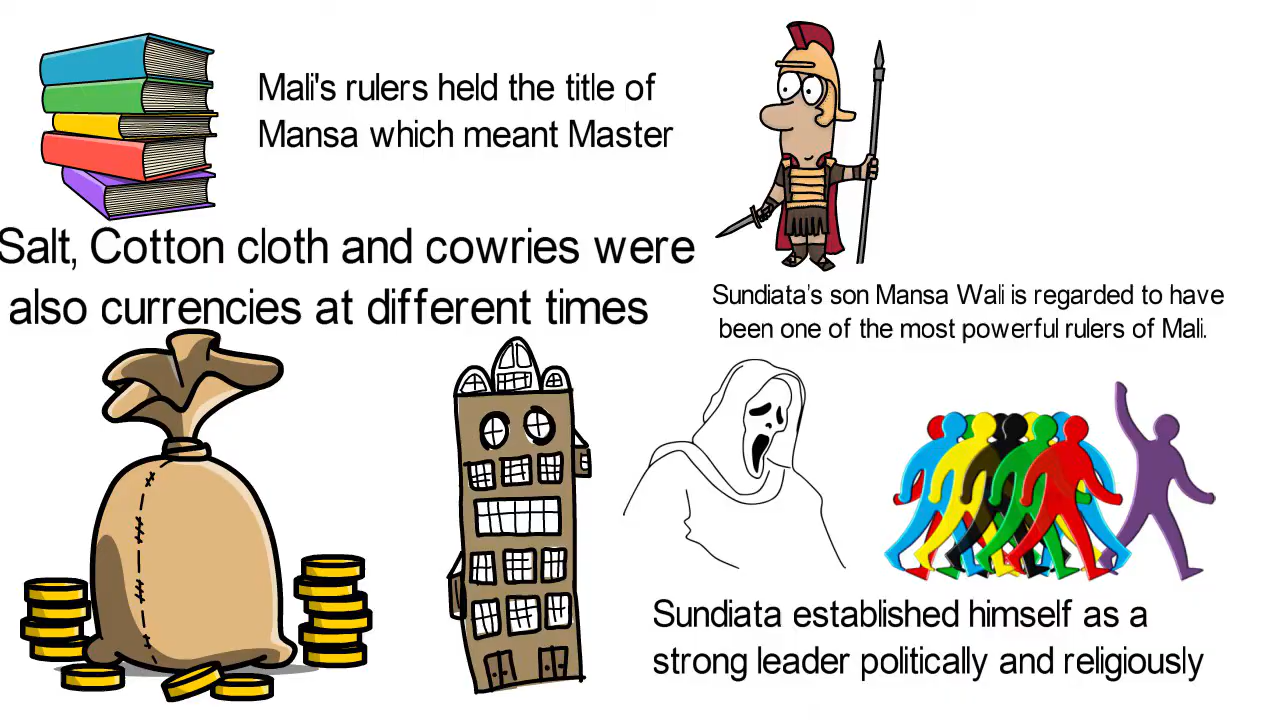 Mali's rulers held the title of
Mansa which meant Master
Salt, Cotton cloth and cowries were
also currencies at different times
Sundiata's son Mansa Wali is regarded to have
been one of the most powerful rulers of Mali.
Sundiata established himself as a
strong leader politically and religiously